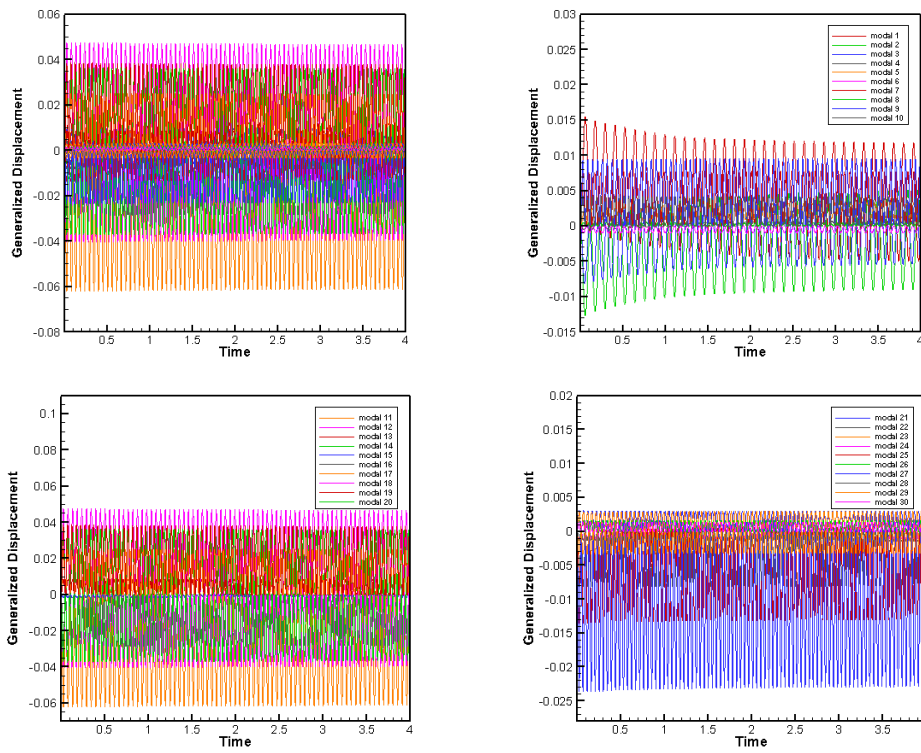 0.06
0.04
0.02
0
-0.02
-0.04
-0.06
-0.08
Generalized Displacement
0.5
1
1.5
2
2.5
3
3.5
4
Time
0.03
0.025
0.02
0.015
0.01
0.005
0
-0.005
-0.01
-0.015
Generalized Displacement
modal 1
modal 2
modal 3
modal 4
modal 5
modal 6
modal 7
modal 8
modal 9
modal 10
0.5
1
1.5
2
2.5
3
3.5
4
Time
0.1
0.08
0.06
0.04
0.02
0
-0.02
-0.04
-0.06
Generalized Displacement
modal 11
modal 12
modal 13
modal 14
modal 15
modal 16
modal 17
modal 18
modal 19
modal 20
0.5
1
1.5
2
2.5
3
3.5
4
Time
0.02
0.015
0.01
0.005
0
-0.005
-0.01
-0.015
-0.02
-0.025
Generalized Displacement
modal 21
modal 22
modal 23
modal 24
modal 25
modal 26
modal 27
modal 28
modal 29
modal 30
0.5
1
1.5
2
2.5
3
3.5
4
Time